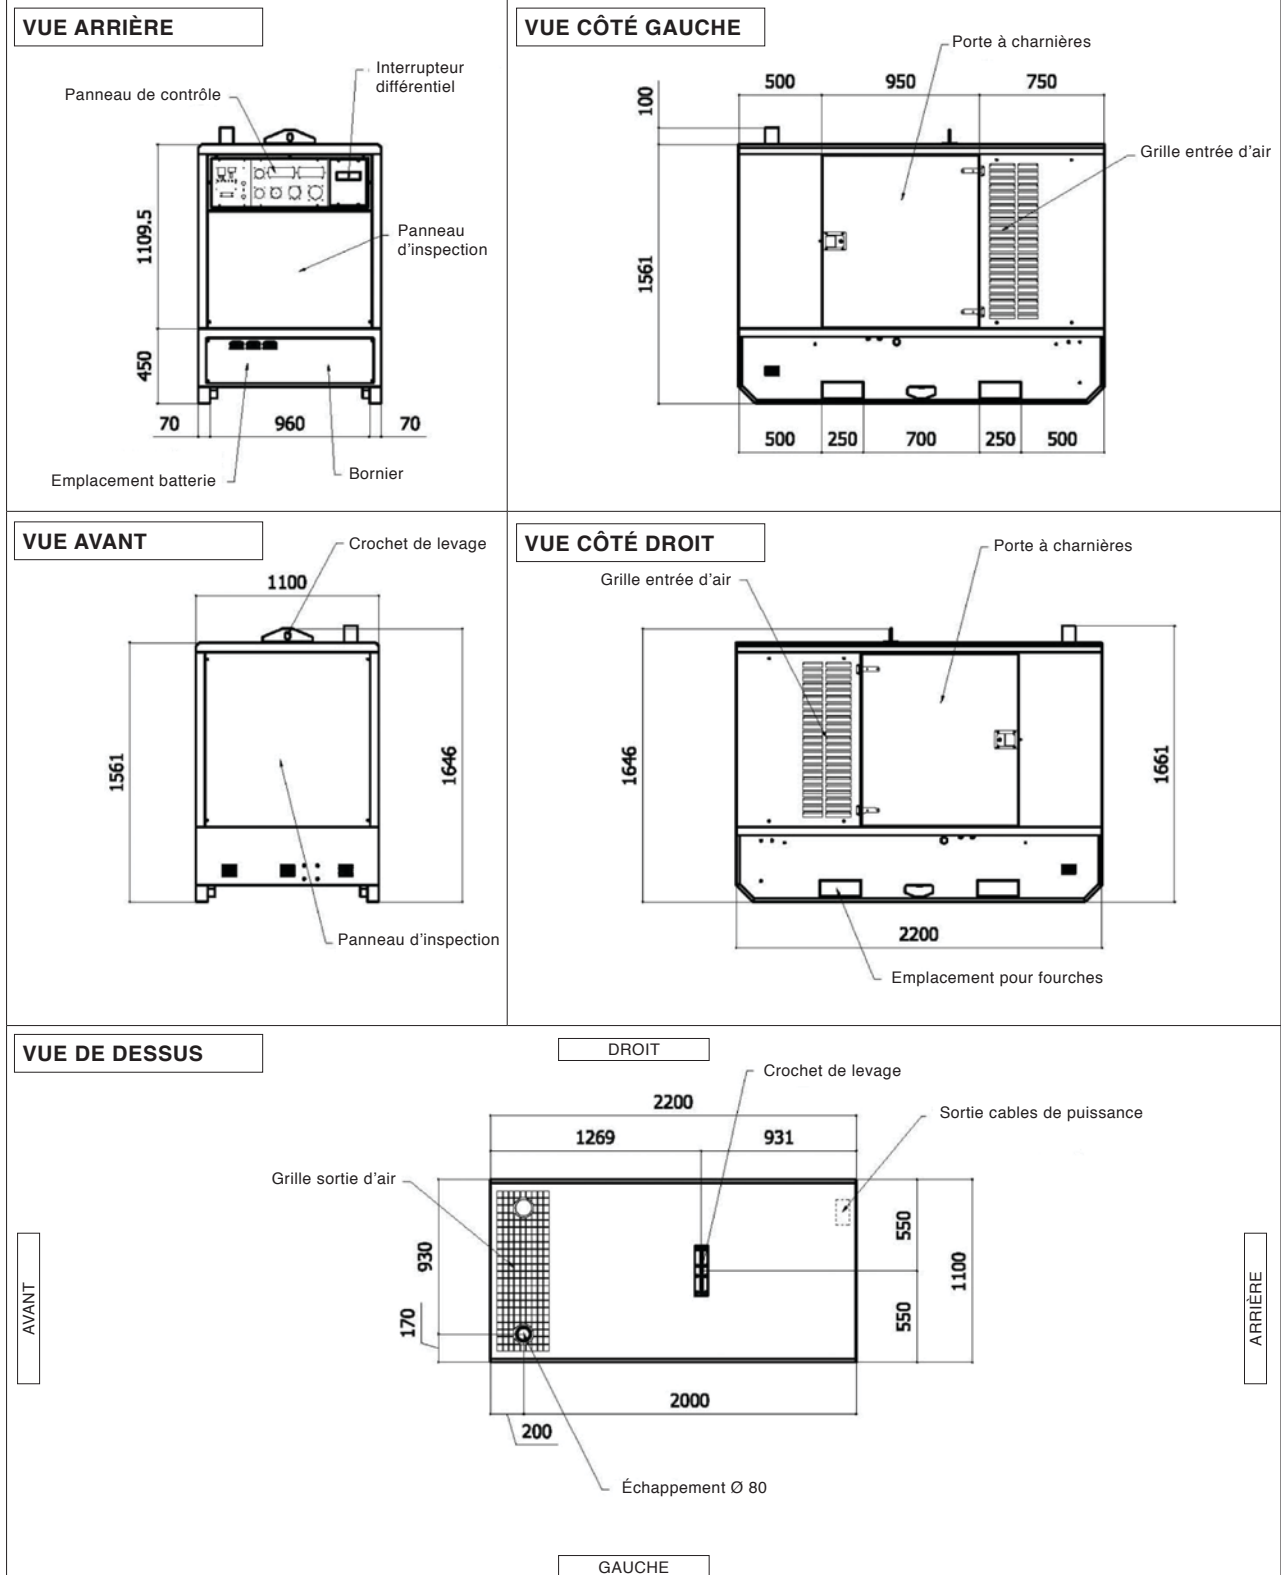 VUE ARRIÈRE
Interrupteur
différentiel
Panneau de contrôle
1109.5
Panneau
d'inspection
450
70
960
70
Emplacement batterie
Bornier
VUE CÔTÉ GAUCHE
Porte à charnières
500
950
750
100
Grille entrée d'air
1561
500
250
700
250
500
VUE AVANT
Crochet de levage
1100
1561
1646
Panneau d'inspection
VUE CÔTÉ DROIT
Porte à charnières
Grille entrée d'air
1646
1661
2200
Emplacement pour fourches
VUE DE DESSUS
DROIT
Crochet de levage
2200
Sortie cables de puissance
1269
931
Grille sortie d'air
930
550
1100
AVANT
ARRIÈRE
170
550
2000
200
Échappement Ø 80
GAUCHE